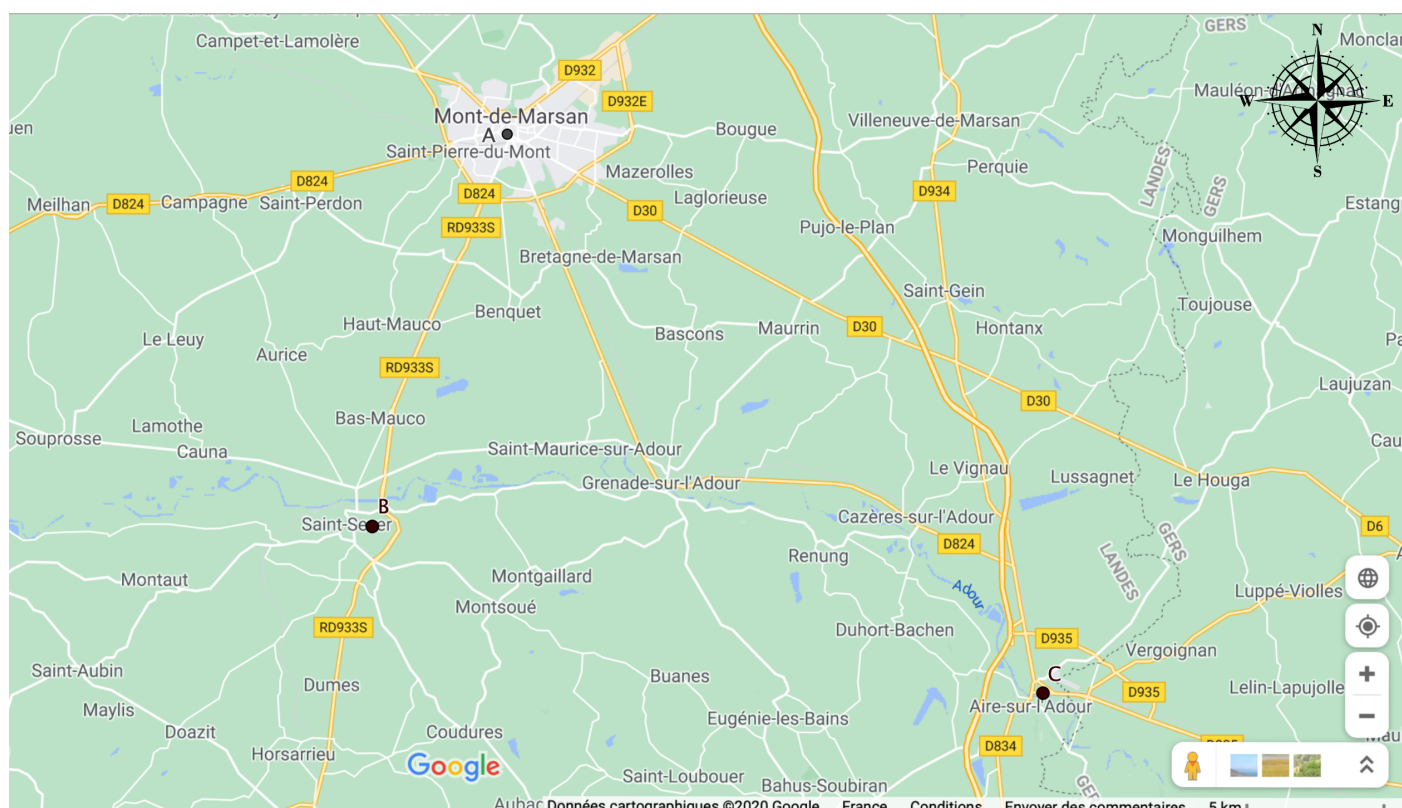 GERS
N
Campet-et-Lamolère
Monclar
D932
Mauléon-d'Armagnac
W
E
D932E
Mont-de-Marsan
Villeneuve-de-Marsan
Bougue
A
Saint-Pierre-du-Mont
Perquie
S
Mazerolles
LANDES
GERS
D824
D824
D934
Laglorieuse
Meilhan
D824
Campagne
Saint-Perdon
D30
Estang
RD933S
Pujo-le-Plan
Monguilhem
Bretagne-de-Marsan
Saint-Gein
Toujouse
Benquet
Haut-Mauco
Bascons
Maurrin
D30
Hontanx
Le Leuy
Aurice
RD933S
Laujuzan
D30
Bas-Mauco
Lamothe
Souprosse
Cauna
Saint-Maurice-sur-Adour
Le Vignau
Lussagnet
Le Houga
Grenade-sur-l'Adour
B
Saint-Sever
Cazères-sur-l'Adour
D6
D824
GERS
LANDES
Renung
Montaut
Montgaillard
Adour
Luppé-Violles
Montsoué
RD933S
Duhort-Bachen
D935
Vergoignan
Saint-Aubin
Buanes
C
Dumes
D935
Lelin-Lapujolle
Maylis
Aire-sur-l'Adour
Eugénie-les-Bains
Doazit
Coudures
D834
Horsarrieu
Google
Saint-Loubouer
Bahus-Soubiran
Données cartographiques ©2020 Google France Conditions Envoyer des commentaires 5 km